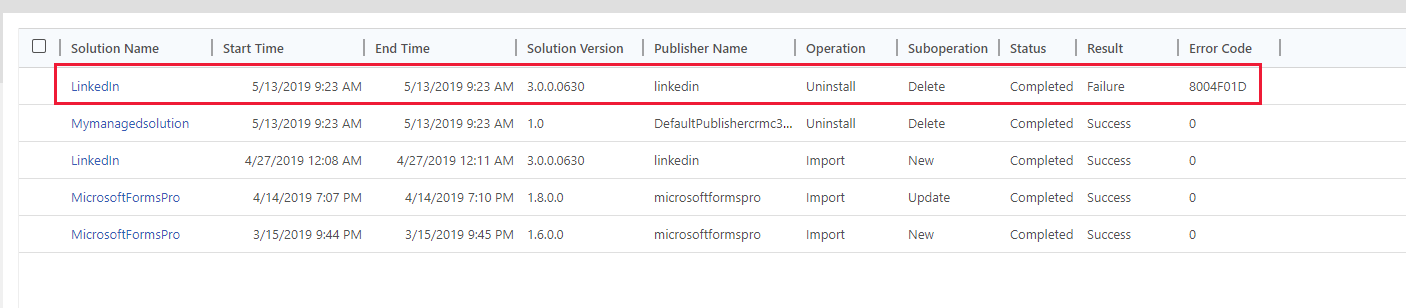 Solution Name Start Time End Time Solution Version Publisher Name Operation Suboperation Status Result Error Code
LinkedIn 5/13/2019 9:23 AM 5/13/2019 9:23 AM 3.0.0.0630 linkedin Uninstall Delete Completed Failure 8004F01D
Mymanagedsolution 5/13/2019 9:23 AM 5/13/2019 9:23 AM 1.0 DefaultPublishercrmc3... Uninstall Delete Completed Success 0
LinkedIn 4/27/2019 12:08 AM 4/27/2019 12:11 AM 3.0.0.0630 linkedin Import New Completed Success 0
MicrosoftFormsPro 4/14/2019 7:07 PM 4/14/2019 7:10 PM 1.8.0.0 microsoftformspro Import Update Completed Success 0
MicrosoftFormsPro 3/15/2019 9:44 PM 3/15/2019 9:45 PM 1.6.0.0 microsoftformspro Import New Completed Success 0